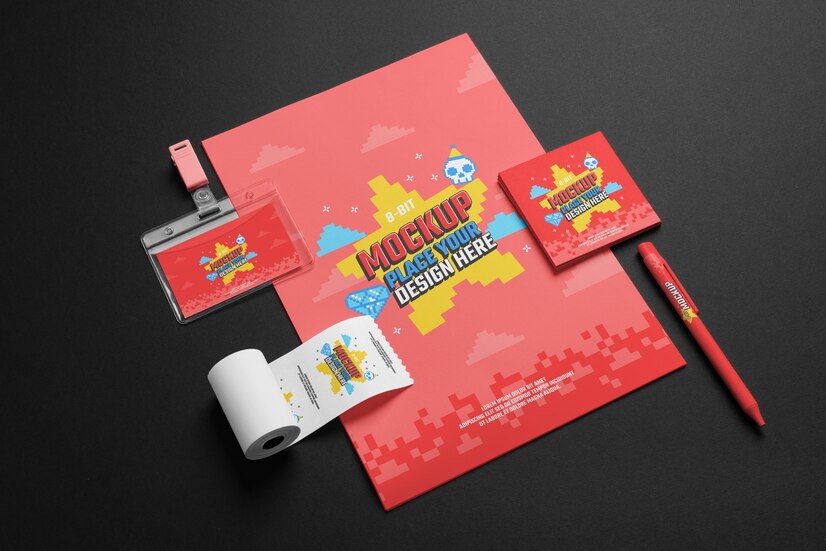 8-BIT
MOCKUP
PLACE YOUR
DESIGN HERE
LOREM IPSUM DOLOR SIT AMET
ADIPISCING ELIT SED DO EIUSMOD TEMPOR INCIDIDUNT
UT LABORE ET DOLORE MAGNA ALIQUA.
8-BIT
MOCKUP
PLACE YOUR
DESIGN HERE
MOCKUP
PLACE YOUR
DESIGN HERE
MOCKUP
PLACE YOUR
DESIGN HERE
MOCKUP